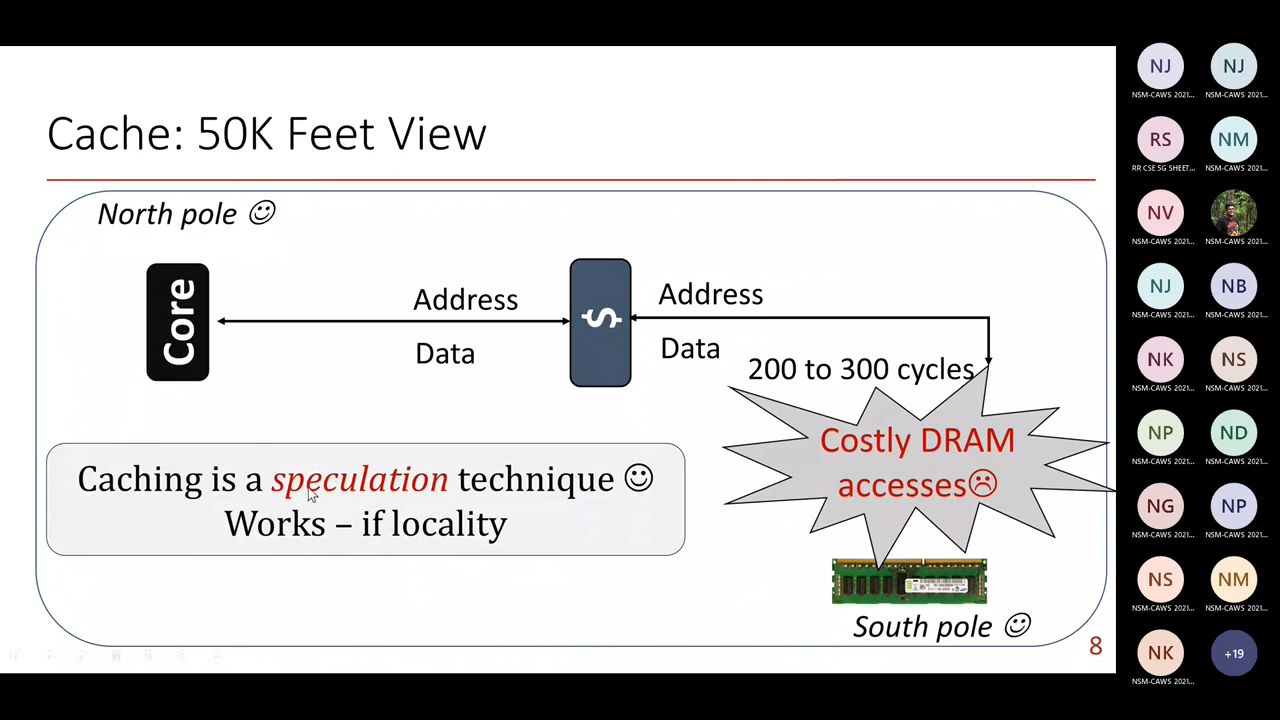 Cache: 50K Feet View
North pole ☺
Core
Address
Data
$
Address
Data
200 to 300 cycles
Costly DRAM
accesses☹
Caching is a speculation technique ☺
Works – if locality
South pole ☺
8
NJ
NJ
NSM-CAWS 2021...
NSM-CAWS 2021...
RS
NM
RR CSE 5G SHEET...
NSM-CAWS 2021...
NV
NSM-CAWS 2021...
NSM-CAWS 2021...
NJ
NB
NSM-CAWS 2021...
NSM-CAWS 2021...
NK
NS
NSM-CAWS 2021...
NSM-CAWS 2021...
NP
ND
NSM-CAWS 2021...
NSM-CAWS 2021...
NG
NP
NSM-CAWS 2021...
NSM-CAWS 2021...
NS
NM
NSM-CAWS 2021...
NSM-CAWS 2021...
NK
+19
NSM-CAWS 2021...